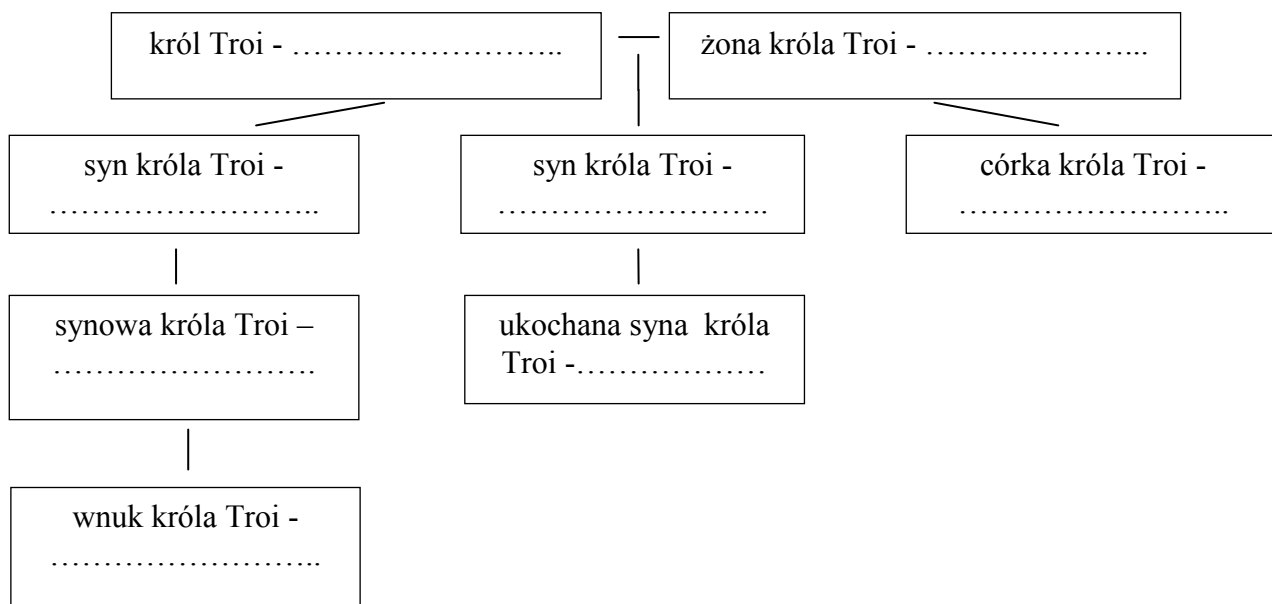 król Troi - ……………………..
żona króla Troi - ……….………...
syn króla Troi -
……………………..
syn króla Troi -
……………………..
córka króla Troi -
……………………..
synowa króla Troi –
…………………….
ukochana syna króla
Troi -………………
wnuk króla Troi -
……………………..